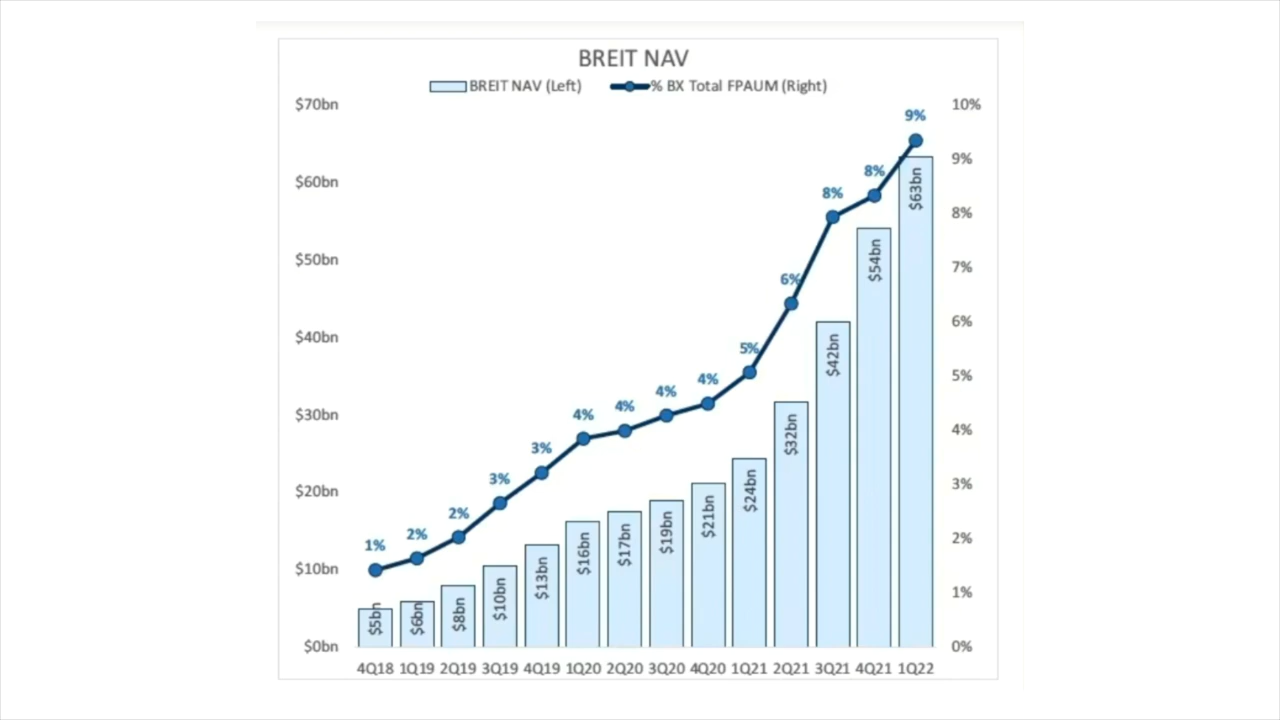 BREIT NAV
BREIT NAV (Left) % BX Total FPAUM (Right)
$70bn
$60bn
$50bn
$40bn
$30bn
$20bn
$10bn
$0bn
10%
9%
8%
7%
6%
5%
4%
3%
2%
1%
0%
1%
2%
2%
3%
3%
4%
4%
4%
4%
5%
6%
8%
8%
9%
$5bn
$6bn
$8bn
$10bn
$13bn
$16bn
$17bn
$19bn
$21bn
$24bn
$32bn
$42bn
$54bn
$63bn
4Q18 1Q19 2Q19 3Q19 4Q19 1Q20 2Q20 3Q20 4Q20 1Q21 2Q21 3Q21 4Q21 1Q22